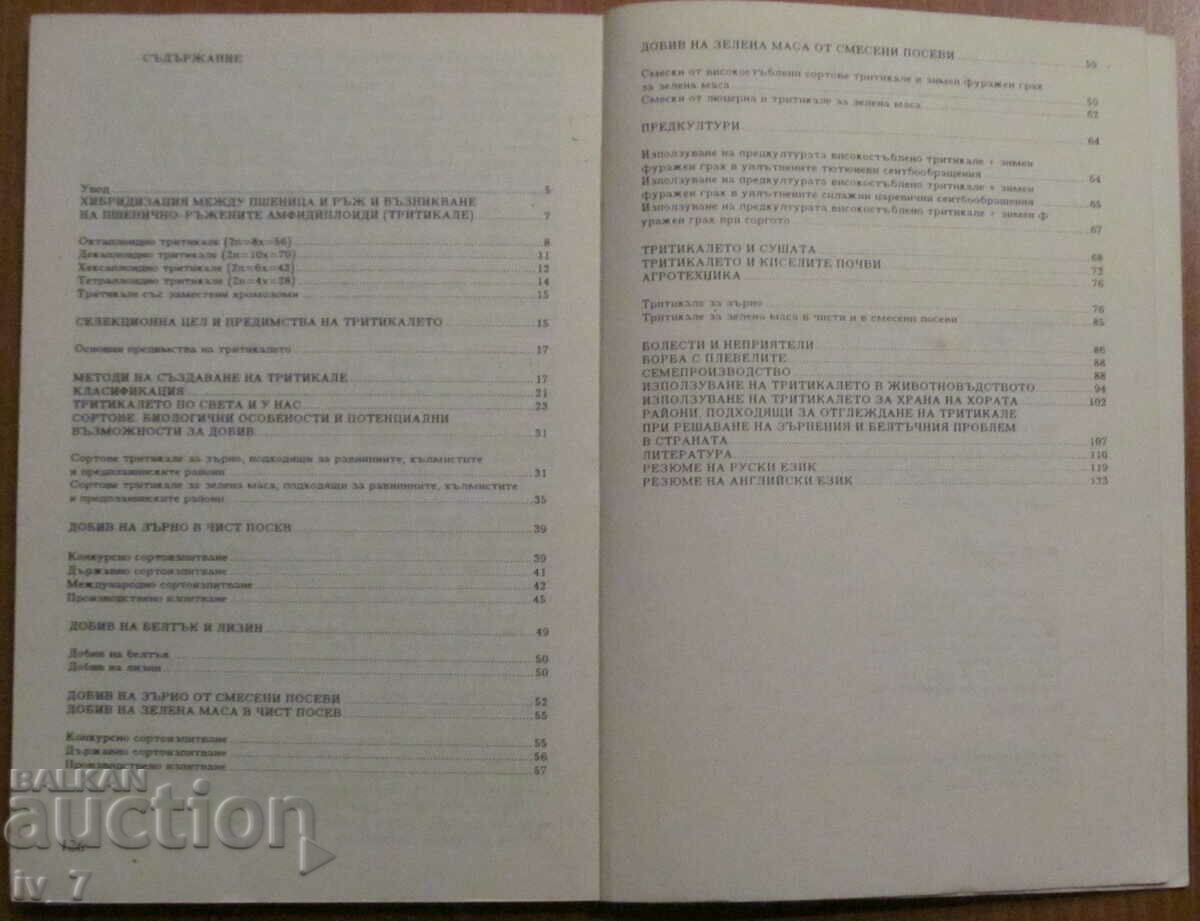 СЪДЪРЖАНИЕ
Увод 5
ХИБРИДИЗАЦИЯ МЕЖДУ ПШЕНИЦА И РЪЖ И ВЪЗНИКВАНЕ
НА ПШЕНИЧНО-РЪЖЕНИТЕ АМФИДИПЛОИДИ (ТРИТИКАЛЕ) 7
Октаплоидно тритикале (2n=8x=56) 8
Декаплоидно тритикале (2n=10x=70) 11
Хексаплоидно тритикале (2n=6x=42) 12
Тетраплоидно тритикале (2n=4x=28) 14
Тритикале със заместени хромозоми 15
СЕЛЕКЦИОННА ЦЕЛ И ПРЕДИМСТВА НА ТРИТИКАЛЕТО 15
Основни предимства на тритикалето 17
МЕТОДИ НА СЪЗДАВАНЕ НА ТРИТИКАЛЕ 17
КЛАСИФИКАЦИЯ 21
ТРИТИКАЛЕТО ПО СВЕТА И У НАС 23
СОРТОВЕ. БИОЛОГИЧНИ ОСОБЕНОСТИ И ПОТЕНЦИАЛНИ
ВЪЗМОЖНОСТИ ЗА ДОБИВ 31
Сортове тритикале за зърно, подходящи за равнинните, хълмистите
и предпланинските райони 31
Сортове тритикале за зелена маса, подходящи за равнинните, хълмистите
и предпланинските райони 35
ДОБИВ НА ЗЪРНО В ЧИСТ ПОСЕВ 39
Конкурсно сортоизпитване 39
Държавно сортоизпитване 41
Международно сортоизпитване 42
Производствено изпитване 45
ДОБИВ НА БЕЛТЪК И ЛИЗИН 49
Добив на белтък 50
Добив на лизин 50
ДОБИВ НА ЗЪРНО ОТ СМЕСЕНИ ПОСЕВИ 52
ДОБИВ НА ЗЕЛЕНА МАСА В ЧИСТ ПОСЕВ 55
Конкурсно сортоизпитване 55
Държавно сортоизпитване 56
Производствено изпитване 57
126
ДОБИВ НА ЗЕЛЕНА МАСА ОТ СМЕСЕНИ ПОСЕВИ 59
Смески от високостъблени сортове тритикале и зимен фуражен грах
за зелена маса 59
Смески от люцерна и тритикале за зелена маса 62
ПРЕДКУЛТУРИ 64
Използуване на предкултурата високостъблено тритикале + зимен
фуражен грах в уплътнените тютюневи сеитбообращения 64
Използуване на предкултурата високостъблено тритикале + зимен
фуражен грах в уплътнените силажни царевични сеитбообращения 65
Използуване на предкултурата високостъблено тритикале + зимен ф
уражен грах при соргото 67
ТРИТИКАЛЕТО И СУШАТА 68
ТРИТИКАЛЕТО И КИСЕЛИТЕ ПОЧВИ 72
АГРОТЕХНИКА 76
Тритикале за зърно 76
Тритикале за зелена маса в чисти и в смесени посеви 85
БОЛЕСТИ И НЕПРИЯТЕЛИ 86
БОРБА С ПЛЕВЕЛИТЕ 88
СЕМЕПРОИЗВОДСТВО 88
ИЗПОЛЗУВАНЕ НА ТРИТИКАЛЕТО В ЖИВОТНОВЪДСТВОТО 94
ИЗПОЛЗУВАНЕ НА ТРИТИКАЛЕТО ЗА ХРАНА НА ХОРАТА 102
РАЙОНИ, ПОДХОДЯЩИ ЗА ОТГЛЕЖДАНЕ НА ТРИТИКАЛЕ
ПРИ РЕШАВАНЕ НА ЗЪРНЕНИЯ И БЕЛТЪЧНИЯ ПРОБЛЕМ
В СТРАНАТА 107
ЛИТЕРАТУРА 110
РЕЗЮМЕ НА РУСКИ ЕЗИК 119
РЕЗЮМЕ НА АНГЛИЙСКИ ЕЗИК 123
BALKAN
auction
iv_7